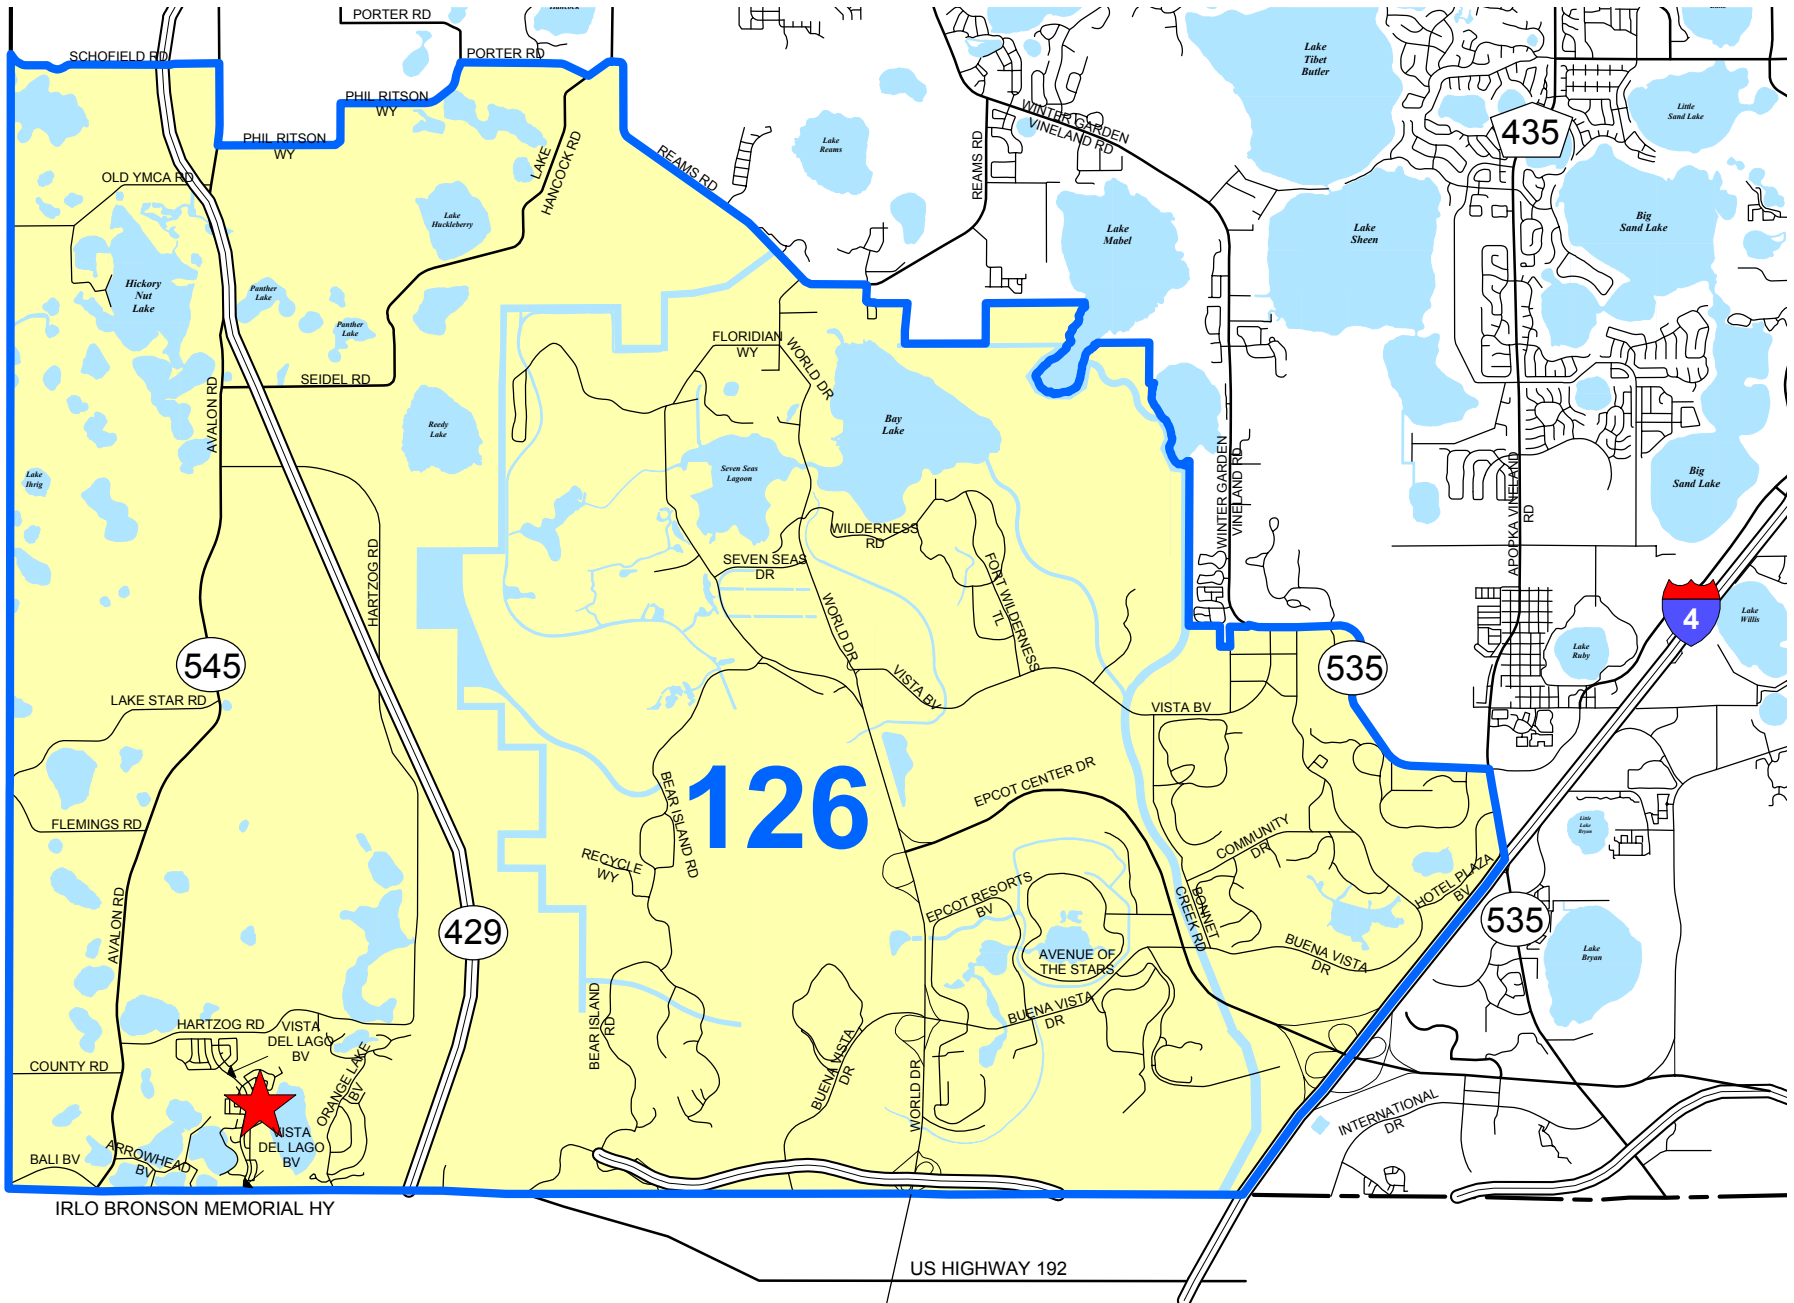 PORTER RD
Hancock
SCHOFIELD RD
PORTER RD
PHIL RITSON
WY
PHIL RITSON
WY
OLD YMCA RD
LAKE
HANCOCK RD
REAMS RD
REAMS RD
WINTER GARDEN
VINELAND RD
Lake
Tibet
Butler
435
Little
Sand Lake
Lake
Reams
Lake
Huckleberry
Lake
Mabel
Lake
Sheen
Big
Sand Lake
Hickory
Nut
Lake
Panther
Lake
Panther
Lake
FLORIDIAN
WY
WORLD DR
SEIDEL RD
AVALON RD
Reedy
Lake
Bay
Lake
Lake
Ihrig
Seven Seas
Lagoon
WINTER GARDEN
VINELAND RD
APOPKA VINELAND
RD
Big
Sand Lake
HARTZOG RD
WILDERNESS
RD
SEVEN SEAS
DR
FORT WILDERNESS
TL
WORLD DR
4
Lake
Willis
Lake
Ruby
545
535
LAKE STAR RD
VISTA BV
VISTA BV
BEAR ISLAND RD
126
EPCOT CENTER DR
FLEMINGS RD
RECYCLE
WY
COMMUNITY
DR
Little
Lake
Bryan
HOTEL PLAZA
BV
EPCOT RESORTS
BV
BONNET
CREEK RD
AVALON RD
429
535
AVENUE OF
THE STARS
BUENA VISTA
DR
Lake
Bryan
BEAR ISLAND
RD
HARTZOG RD
VISTA
DEL LAGO
BV
BUENA VISTA
DR
BUENA VISTA
DR
WORLD DR
COUNTY RD
ORANGE LAKE
BV
INTERNATIONAL
DR
VISTA
DEL LAGO
BV
BALI BV
ARROWHEAD
BV
IRLO BRONSON MEMORIAL HY
US HIGHWAY 192